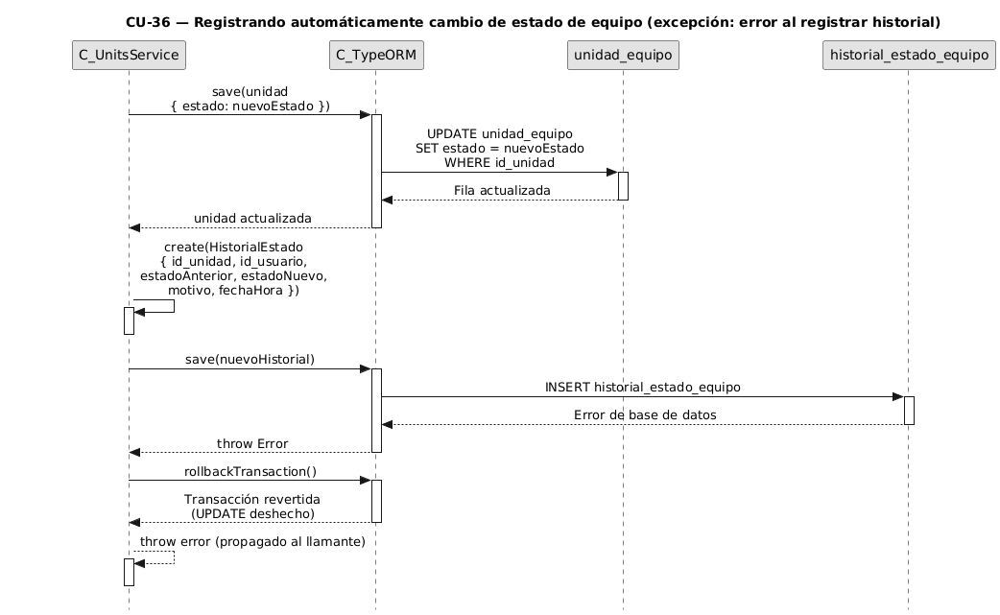 CU-36 — Registrando automáticamente cambio de estado de equipo (excepción: error al registrar historial)
C_UnitsService
C_TypeORM
unidad_equipo
historial_estado_equipo
save(unidad
{ estado: nuevoEstado })
UPDATE unidad_equipo
SET estado = nuevoEstado
WHERE id_unidad
Fila actualizada
unidad actualizada
create(HistorialEstado
{ id_unidad, id_usuario,
estadoAnterior, estadoNuevo,
motivo, fechaHora })
save(nuevoHistorial)
INSERT historial_estado_equipo
Error de base de datos
throw Error
rollbackTransaction()
Transacción revertida
(UPDATE deshecho)
throw error (propagado al llamante)